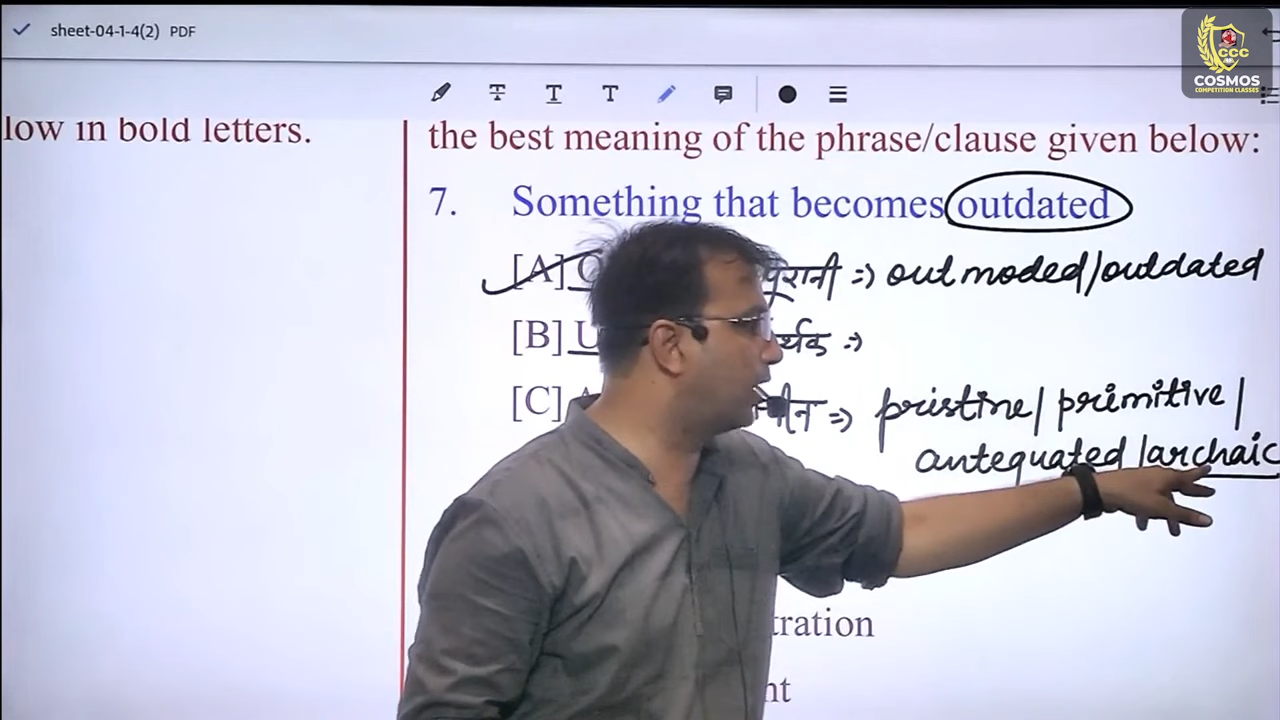 sheet-04-1-4(2) PDF
CCC
COSMOS
COMPETITION CLASSES
low in bold letters.
the best meaning of the phrase/clause given below:
7. Something that becomes outdated
[A] पुरानी => outmoded/outdated
[B] U =>
[C] => pristine/ primitive/
antequated /archaic
tration
nt